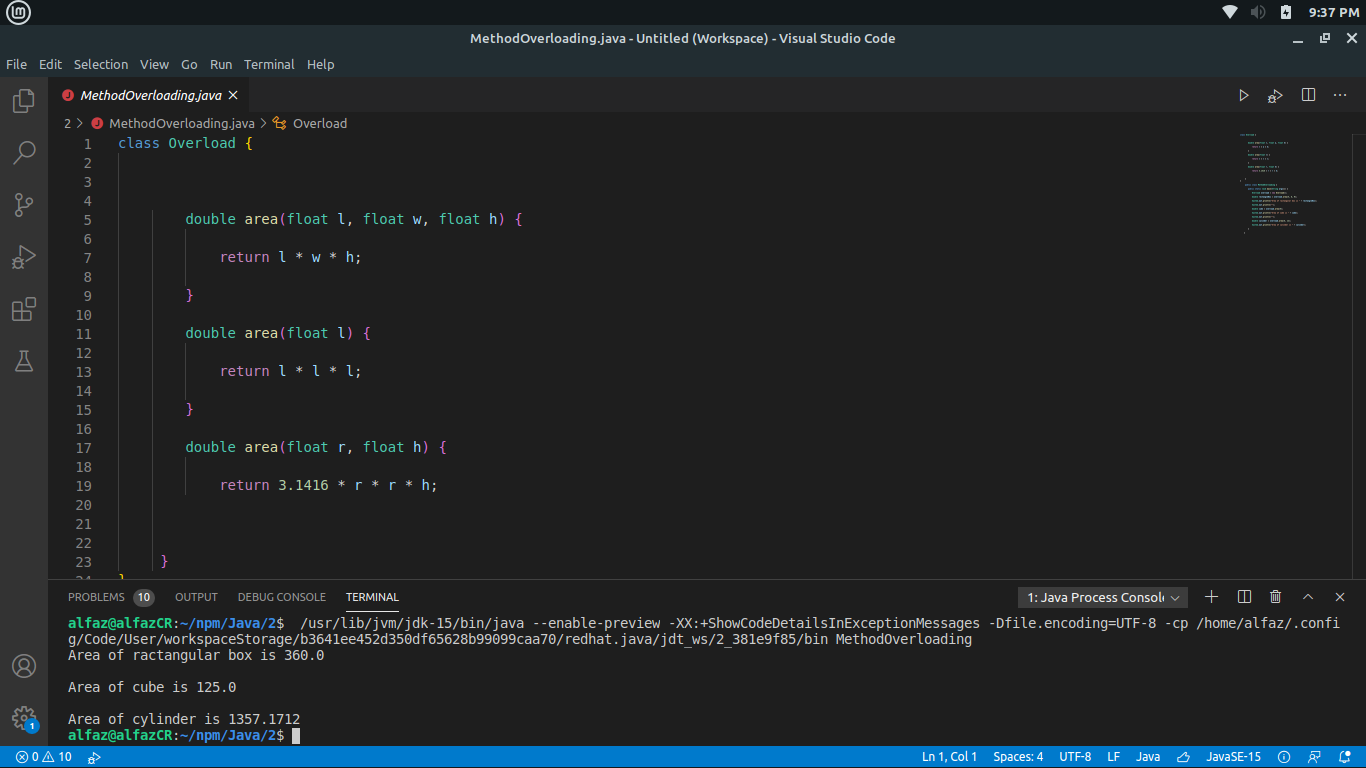 9:37 PM
MethodOverloading.java - Untitled (Workspace) - Visual Studio Code
File Edit Selection View Go Run Terminal Help
J MethodOverloading.java
2 > J MethodOverloading.java > Overload
1 class Overload {
2
3
4
5 double area(float l, float w, float h) {
6
7 return l * w * h;
8
9 }
10
11 double area(float l) {
12
13 return l * l * l;
14
15 }
16
17 double area(float r, float h) {
18
19 return 3.1416 * r * r * h;
20
21
22
23 }
24 }
PROBLEMS 10 OUTPUT DEBUG CONSOLE TERMINAL 1: Java Process Console
alfaz@alfazCR:~/npm/Java/2$ /usr/lib/jvm/jdk-15/bin/java --enable-preview -XX:+ShowCodeDetailsInExceptionMessages -Dfile.encoding=UTF-8 -cp /home/alfaz/.confi
g/Code/User/workspaceStorage/b3641ee452d350df65628b99099caa70/redhat.java/jdt_ws/2_381e9f85/bin MethodOverloading
Area of ractangular box is 360.0
Area of cube is 125.0
Area of cylinder is 1357.1712
alfaz@alfazCR:~/npm/Java/2$
1
0 10 Ln 1, Col 1 Spaces: 4 UTF-8 LF Java JavaSE-15